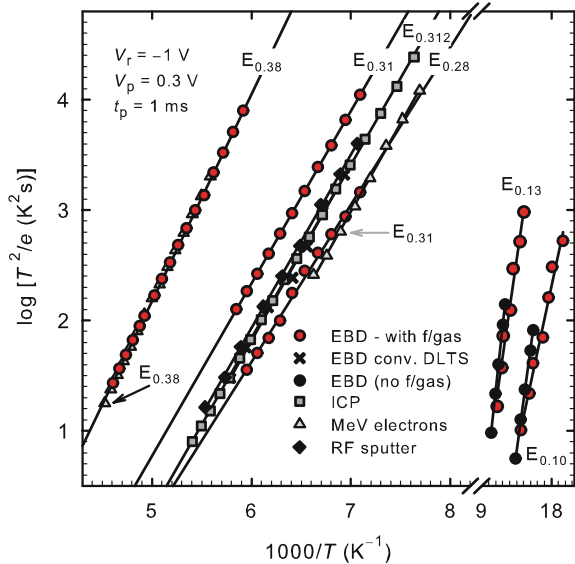 V_r = −1 V
V_p = 0.3 V
t_p = 1 ms
E_0.38
E_0.31
E_0.312
E_0.28
E_0.13
E_0.31
E_0.38
E_0.10
EBD - with f/gas
EBD conv. DLTS
EBD (no f/gas)
ICP
MeV electrons
RF sputter
log [T²/e (K²s)]
4
3
2
1
5 6 7 8 9 18
1000/T (K⁻¹)